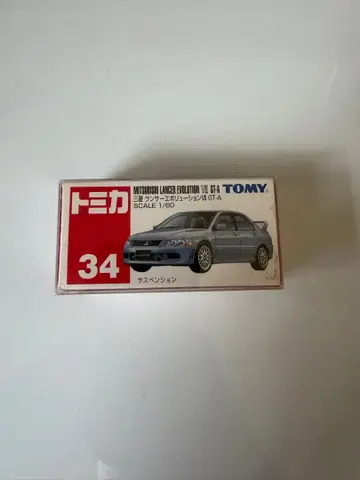 トミカ
34
MITSUBISHI LANCER EVOLUTION VII GT-A
三菱 ランサーエボリューションVII GT-A
SCALE 1/60
TOMY
サスペンション